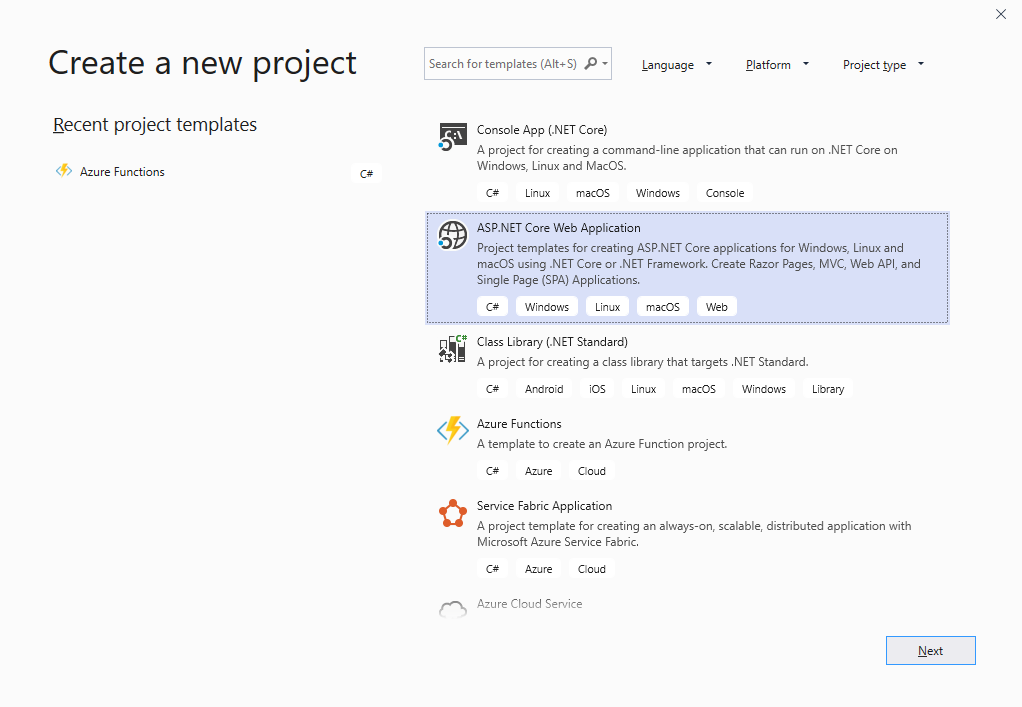 Create a new project
Search for templates (Alt+S)
Language
Platform
Project type
Recent project templates
Azure Functions
C#
Console App (.NET Core)
A project for creating a command-line application that can run on .NET Core on
Windows, Linux and MacOS.
C# Linux macOS Windows Console
ASP.NET Core Web Application
Project templates for creating ASP.NET Core applications for Windows, Linux and
macOS using .NET Core or .NET Framework. Create Razor Pages, MVC, Web API, and
Single Page (SPA) Applications.
C# Windows Linux macOS Web
Class Library (.NET Standard)
A project for creating a class library that targets .NET Standard.
C# Android iOS Linux macOS Windows Library
Azure Functions
A template to create an Azure Function project.
C# Azure Cloud
Service Fabric Application
A project template for creating an always-on, scalable, distributed application with
Microsoft Azure Service Fabric.
C# Azure Cloud
Azure Cloud Service
Next